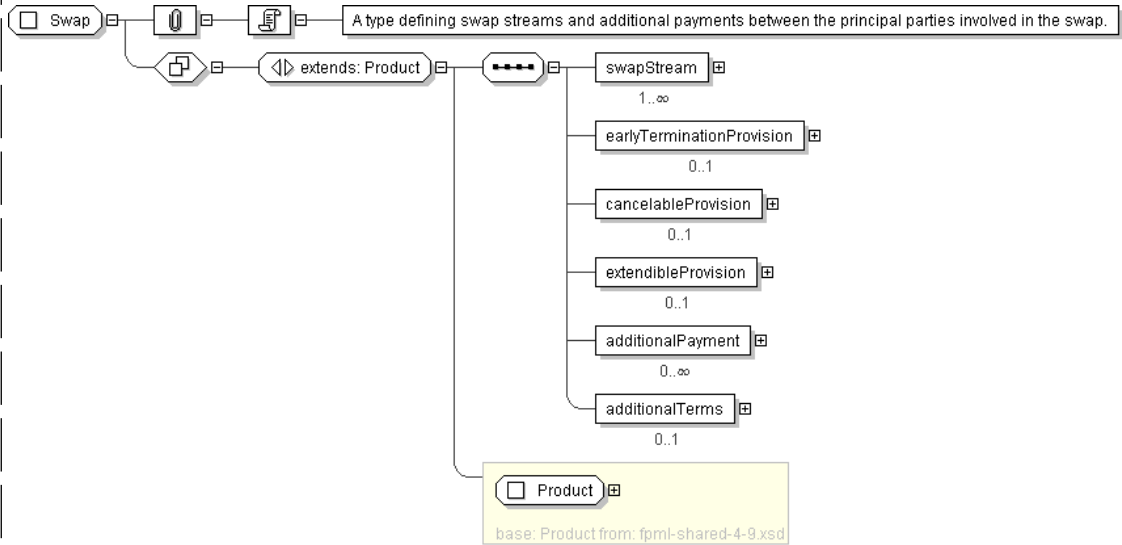 Swap
A type defining swap streams and additional payments between the principal parties involved in the swap.
extends: Product
swapStream
1..∞
earlyTerminationProvision
0..1
cancelableProvision
0..1
extendibleProvision
0..1
additionalPayment
0..∞
additionalTerms
0..1
Product
base: Product from: fpml-shared-4-9.xsd